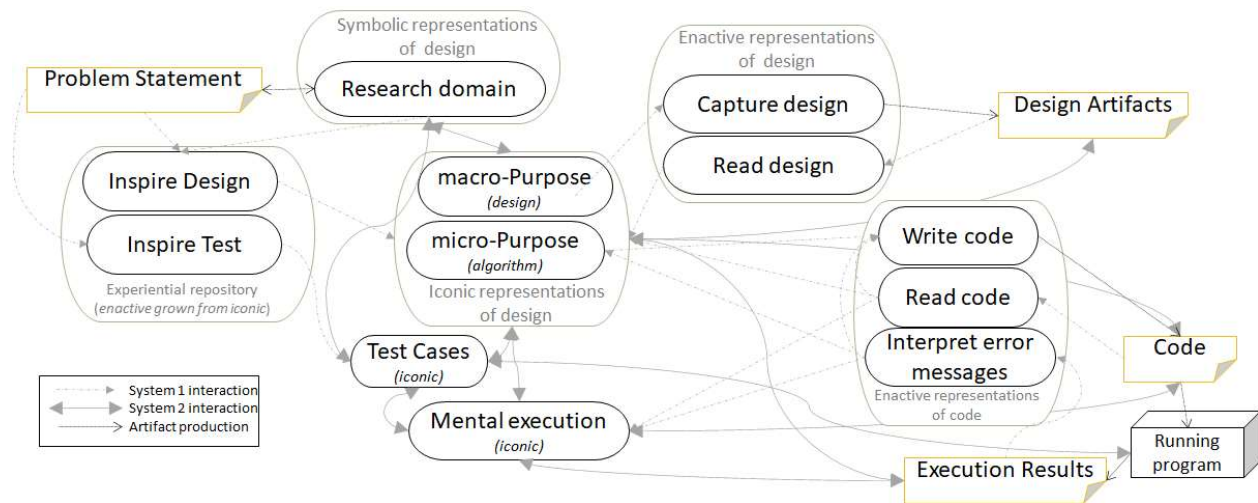 Symbolic representations
of design
Research domain
Problem Statement
Enactive representations
of design
Capture design
Read design
Design Artifacts
Inspire Design
Inspire Test
Experiential repository
(enactive grown from iconic)
macro-Purpose
(design)
micro-Purpose
(algorithm)
Iconic representations
of design
Write code
Read code
Interpret error
messages
Enactive representations
of code
Test Cases
(iconic)
Mental execution
(iconic)
Code
Running
program
Execution Results
System 1 interaction
System 2 interaction
Artifact production